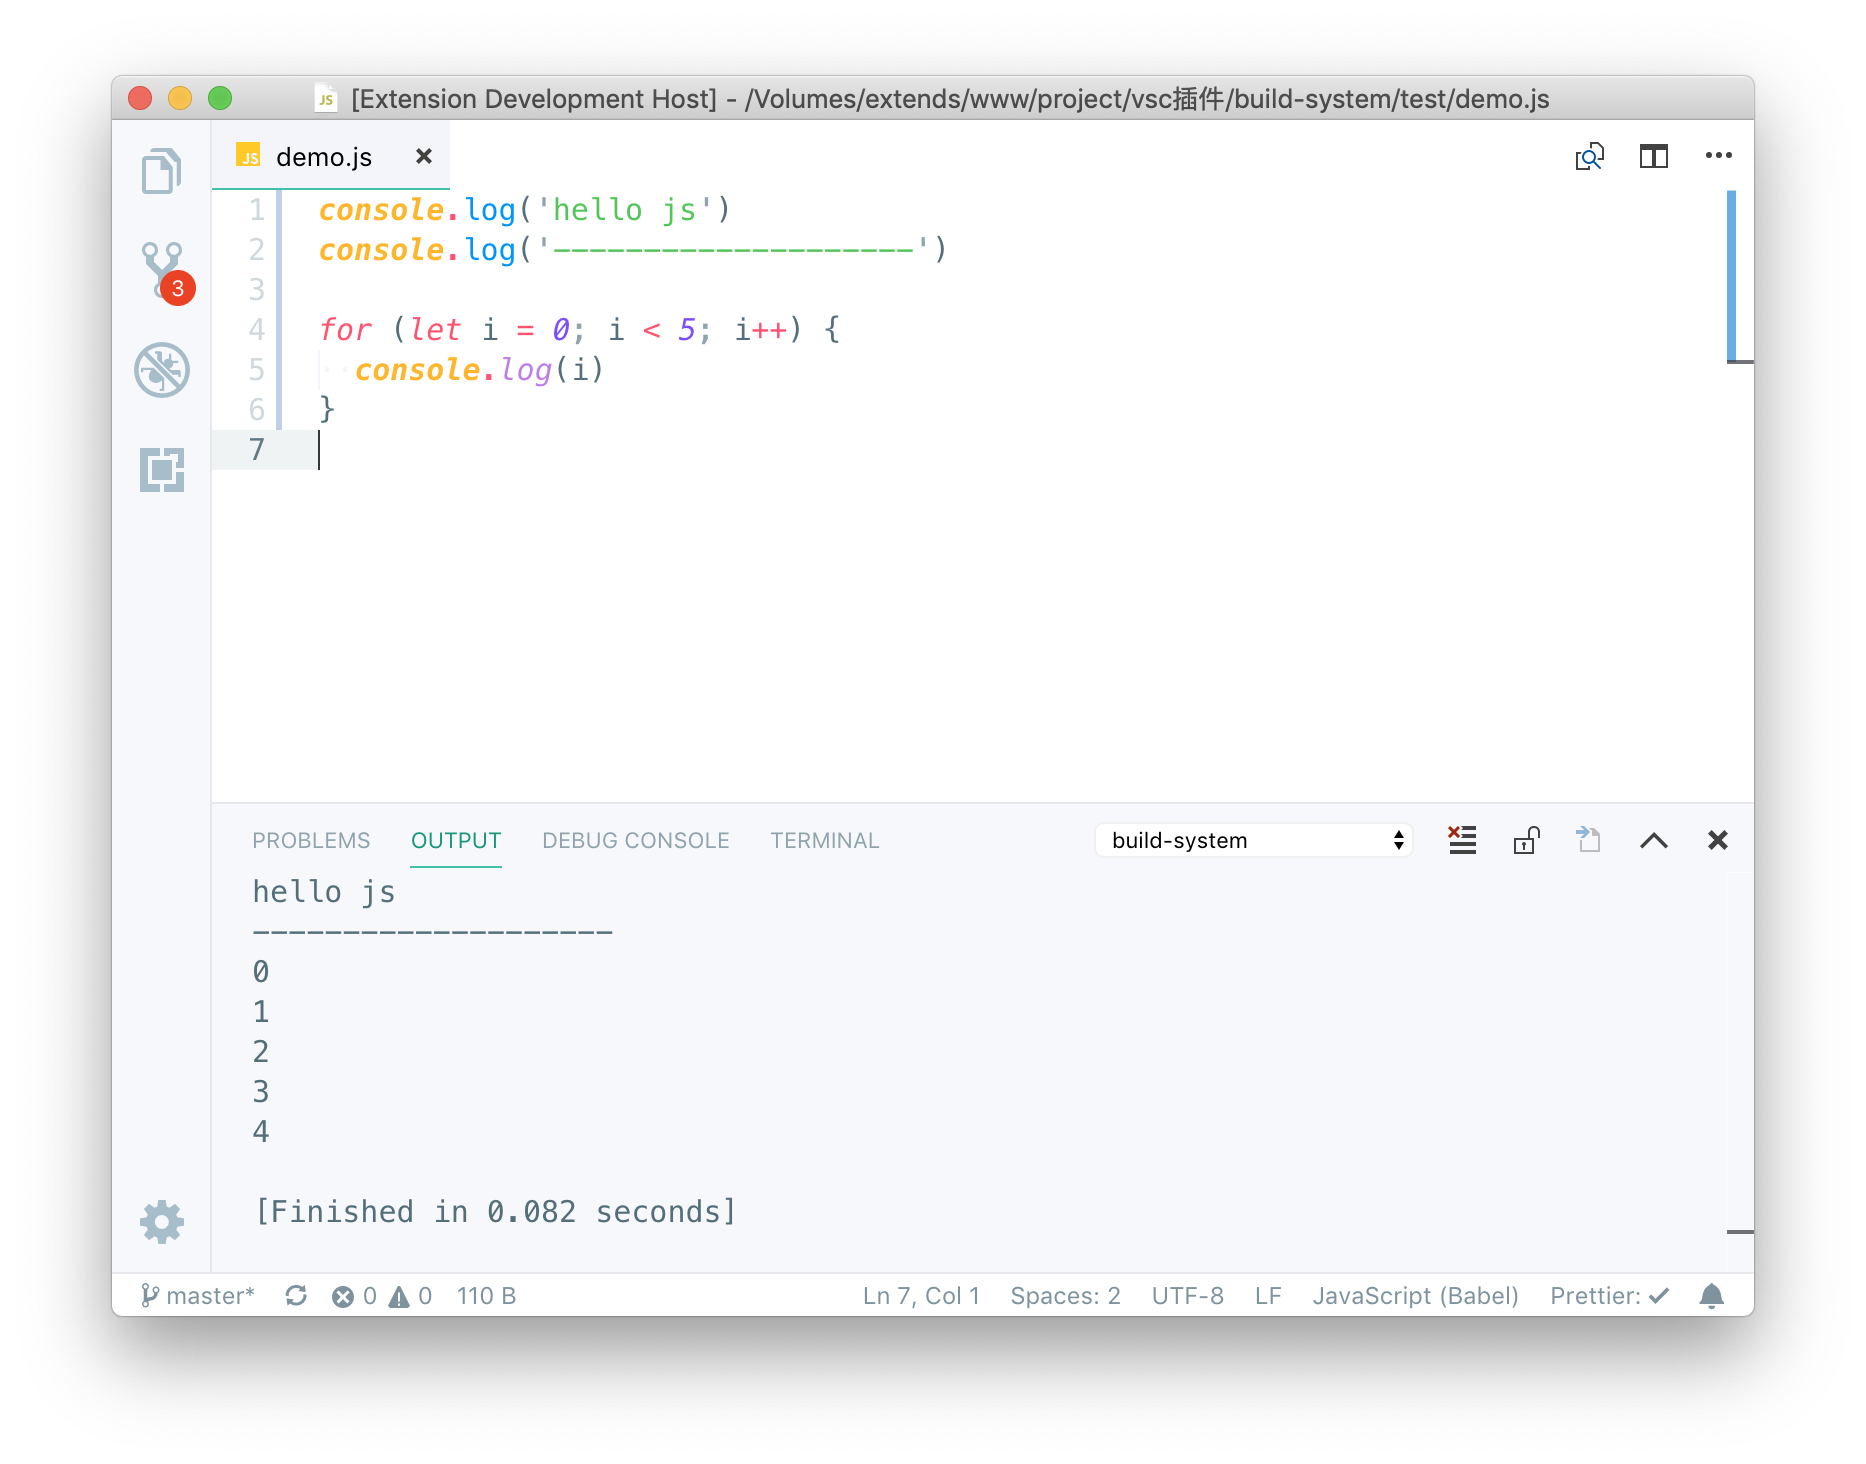 JS [Extension Development Host] - /Volumes/extends/www/project/vsc插件/build-system/test/demo.js
JS demo.js
3
1 console.log('hello js')
2 console.log('--------------------')
3
4 for (let i = 0; i < 5; i++) {
5 console.log(i)
6 }
7
PROBLEMS OUTPUT DEBUG CONSOLE TERMINAL build-system
hello js
--------------------
0
1
2
3
4
[Finished in 0.082 seconds]
master* 0 0 110 B Ln 7, Col 1 Spaces: 2 UTF-8 LF JavaScript (Babel) Prettier: ✓